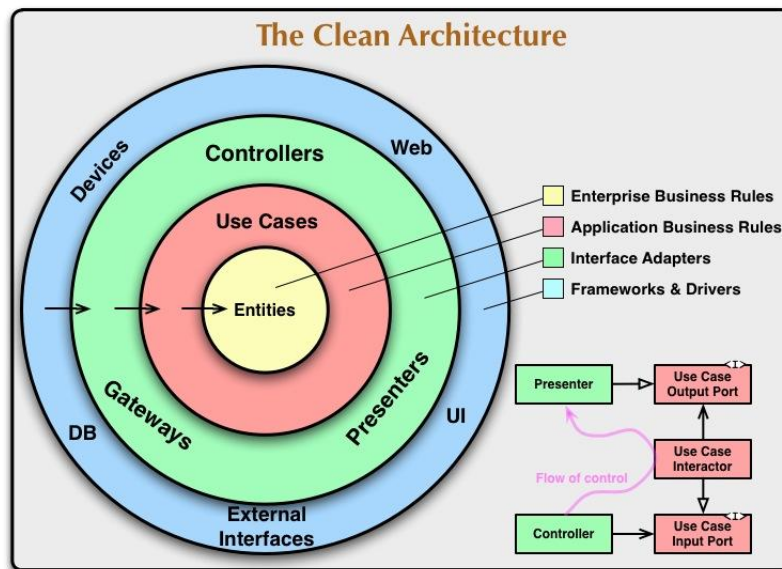 The Clean Architecture
Devices
Web
Controllers
Use Cases
Entities
Gateways
Presenters
DB
UI
External
Interfaces
Enterprise Business Rules
Application Business Rules
Interface Adapters
Frameworks & Drivers
Presenter
<I>
Use Case
Output Port
Flow of control
Use Case
Interactor
Controller
<I>
Use Case
Input Port